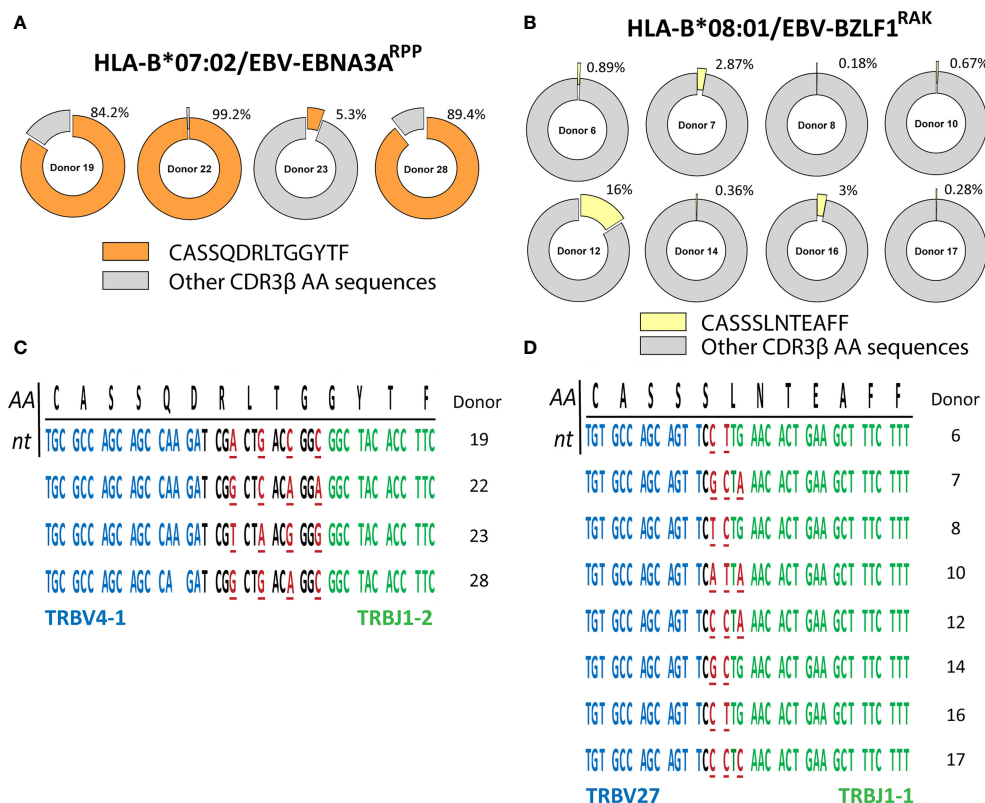 A
HLA-B*07:02/EBV-EBNA3A^RPP
84.2%
99.2%
5.3%
89.4%
Donor 19
Donor 22
Donor 23
Donor 28
CASSQDRLTGGYTF
Other CDR3β AA sequences
B
HLA-B*08:01/EBV-BZLF1^RAK
0.89%
2.87%
0.18%
0.67%
Donor 6
Donor 7
Donor 8
Donor 10
16%
0.36%
3%
0.28%
Donor 12
Donor 14
Donor 16
Donor 17
CASSSLNTEAFF
Other CDR3β AA sequences
C
AA C A S S Q D R L T G G Y T F Donor
nt TGC GCC AGC AGC CAA GAT CGA CTG ACC GGC GGC TAC ACC TTC 19
TGC GCC AGC AGC CAA GAT CGG CTC ACA GGA GGC TAC ACC TTC 22
TGC GCC AGC AGC CAA GAT CGT CTA ACG GGG GGC TAC ACC TTC 23
TGC GCC AGC AGC CA GAT CGG CTG ACA GGC GGC TAC ACC TTC 28
TRBV4-1 TRBJ1-2
D
AA C A S S S L N T E A F F Donor
nt TGT GCC AGC AGT TCC TTG AAC ACT GAA GCT TTC TTT 6
TGT GCC AGC AGT TCG CTA AAC ACT GAA GCT TTC TTT 7
TGT GCC AGC AGT TCT CTG AAC ACT GAA GCT TTC TTT 8
TGT GCC AGC AGT TCA TTA AAC ACT GAA GCT TTC TTT 10
TGT GCC AGC AGT TCC CTA AAC ACT GAA GCT TTC TTT 12
TGT GCC AGC AGT TCG CTG AAC ACT GAA GCT TTC TTT 14
TGT GCC AGC AGT TCC TTG AAC ACT GAA GCT TTC TTT 16
TGT GCC AGC AGT TCC CTC AAC ACT GAA GCT TTC TTT 17
TRBV27 TRBJ1-1